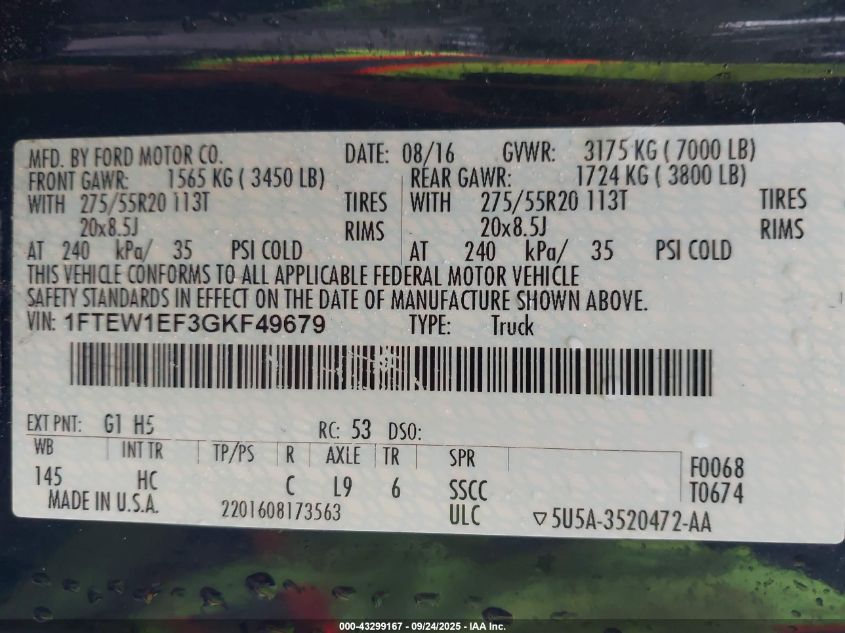 MFD. BY FORD MOTOR CO. DATE: 08/16 GVWR: 3175 KG ( 7000 LB)
FRONT GAWR: 1565 KG ( 3450 LB) REAR GAWR: 1724 KG ( 3800 LB)
WITH 275/55R20 113T TIRES WITH 275/55R20 113T TIRES
20x8.5J RIMS 20x8.5J RIMS
AT 240 kPa/ 35 PSI COLD AT 240 kPa/ 35 PSI COLD
THIS VEHICLE CONFORMS TO ALL APPLICABLE FEDERAL MOTOR VEHICLE
SAFETY STANDARDS IN EFFECT ON THE DATE OF MANUFACTURE SHOWN ABOVE.
VIN: 1FTEW1EF3GKF49679 TYPE: Truck
EXT PNT: G1 H5 RC: 53 DSO:
WB INT TR TP/PS R AXLE TR SPR F0068
145 HC C L9 6 SSCC T0674
MADE IN U.S.A. 2201608173563 ULC ▽5U5A-3520472-AA
000-43299167 - 09/24/2025 - IAA Inc.